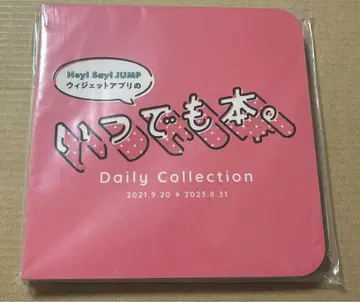 Hey! Say! JUMP
ウィジェットアプリの
いつでも本。
Daily Collection
2021.9.20 ▶ 2023.8.31